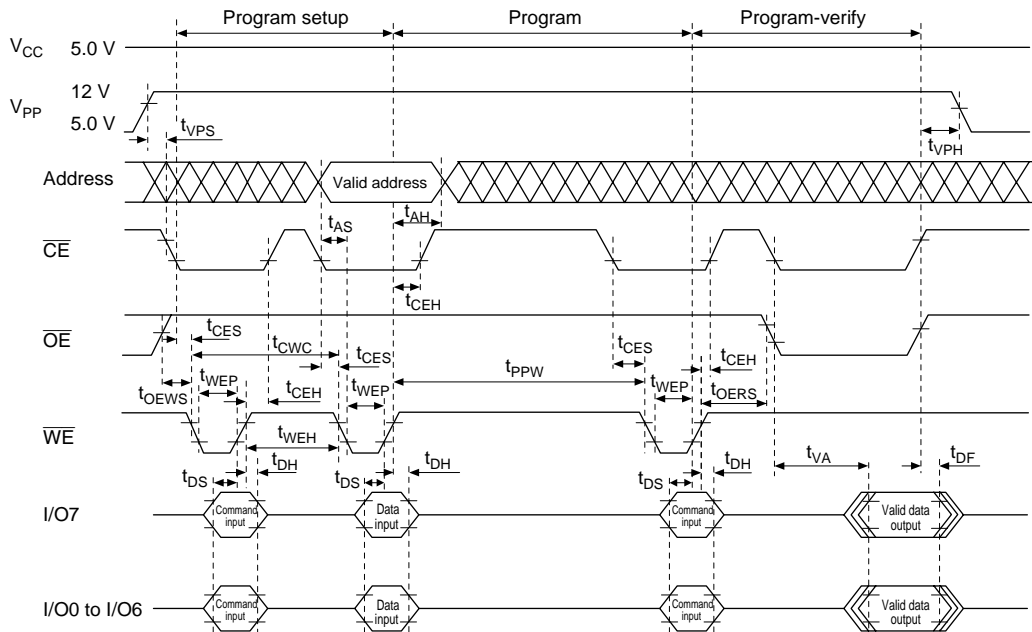 Program setup Program Program-verify
VCC 5.0 V
12 V
VPP
5.0 V
tVPS
tVPH
Address Valid address
tAS tAH
CE
tCEH
OE
tCES tCWC tCES tPPW tCES tCEH
tOEWS tWEP tCEH tWEP tWEP tOERS
WE
tWEH
tDS tDH tDS tDH tDS tDH tVA tDF
I/O7 Command input Data input Command input Valid data output
I/O0 to I/O6 Command input Data input Command input Valid data output